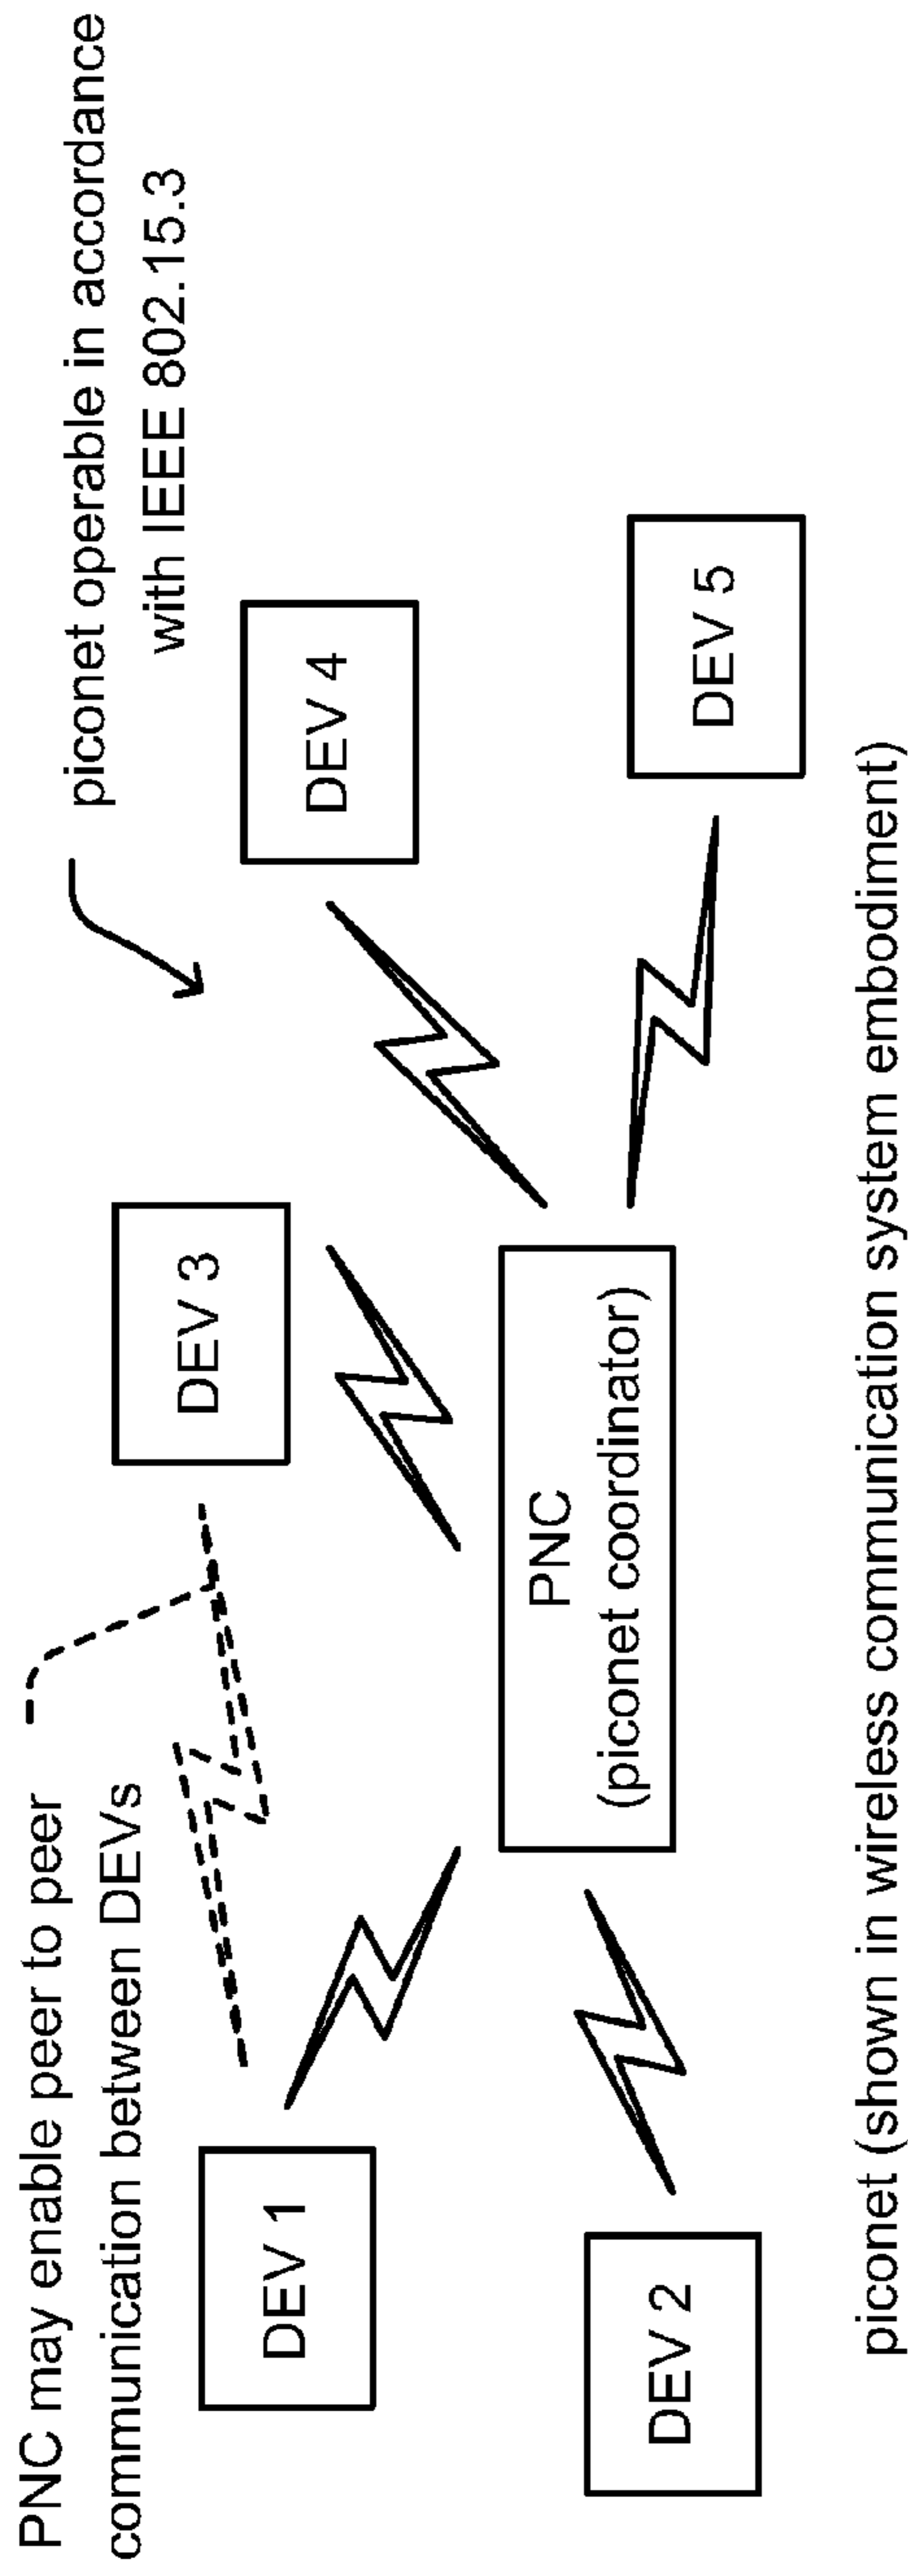 PNC may enable peer to peer
communication between DEVs
piconet operable in accordance
with IEEE 802.15.3
DEV 1
DEV 3
DEV 4
PNC
(piconet coordinator)
DEV 2
DEV 5
piconet (shown in wireless communication system embodiment)